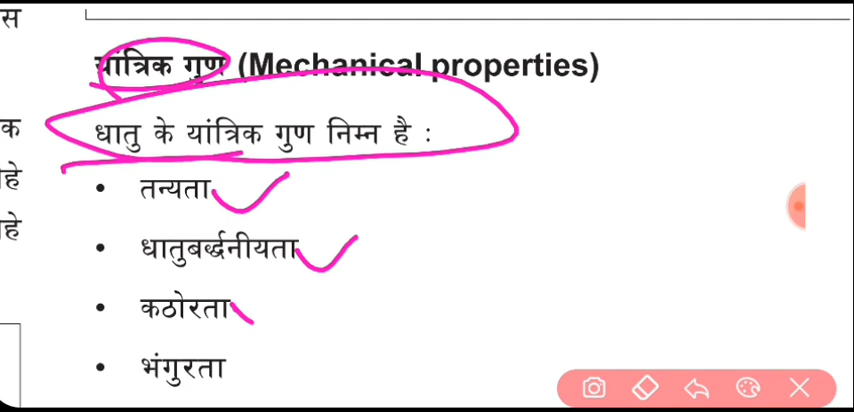 स
यांत्रिक गुण (Mechanical properties)
क
धातु के यांत्रिक गुण निम्न है :
हे
• तन्यता
हे
• धातुबर्द्धनीयता
• कठोरता
• भंगुरता